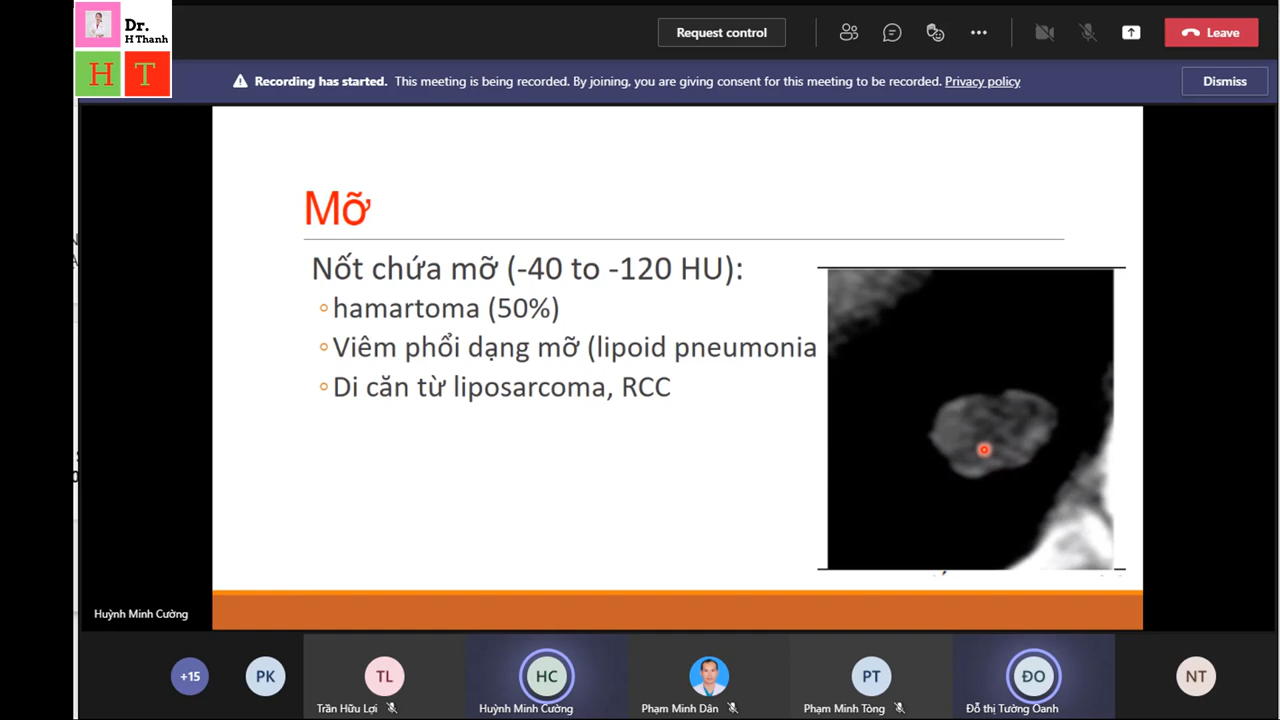 Dr.
H Thanh
H T
Request control
Leave
Recording has started. This meeting is being recorded. By joining, you are giving consent for this meeting to be recorded. Privacy policy
Dismiss
Mỡ
Nốt chứa mỡ (-40 to -120 HU):
hamartoma (50%)
Viêm phổi dạng mỡ (lipoid pneumonia
Di căn từ liposarcoma, RCC
Huỳnh Minh Cường
+15
PK
TL
HC
PT
ĐO
NT
Trần Hữu Lợi
Huỳnh Minh Cường
Phạm Minh Dân
Phạm Minh Tòng
Đỗ thị Tường Oanh